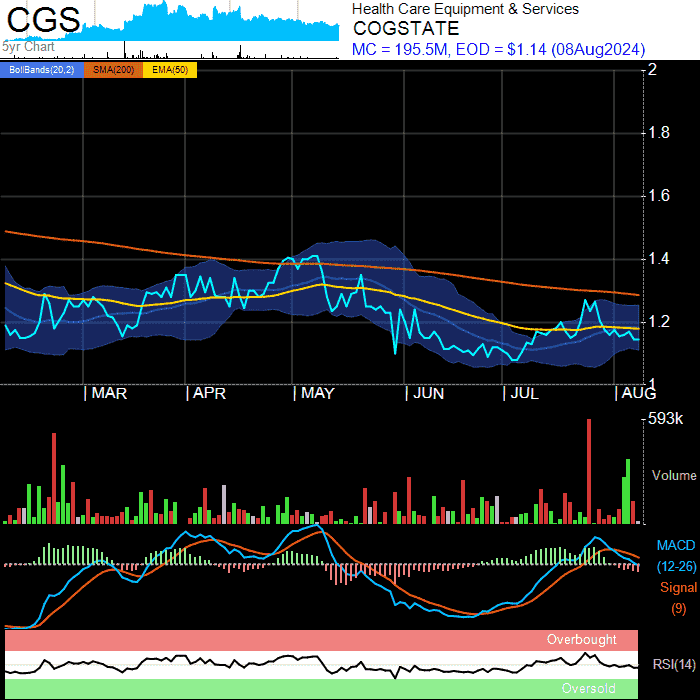 CGS
5yr Chart
Health Care Equipment & Services
COGSTATE
MC = 195.5M, EOD = $1.14 (08Aug2024)
BollBands(20,2) SMA(200) EMA(50)
2
1.8
1.6
1.4
1.2
1
| MAR | APR | MAY | JUN | JUL | AUG
593k
Volume
MACD
(12-26)
Signal
(9)
Overbought
RSI(14)
Oversold